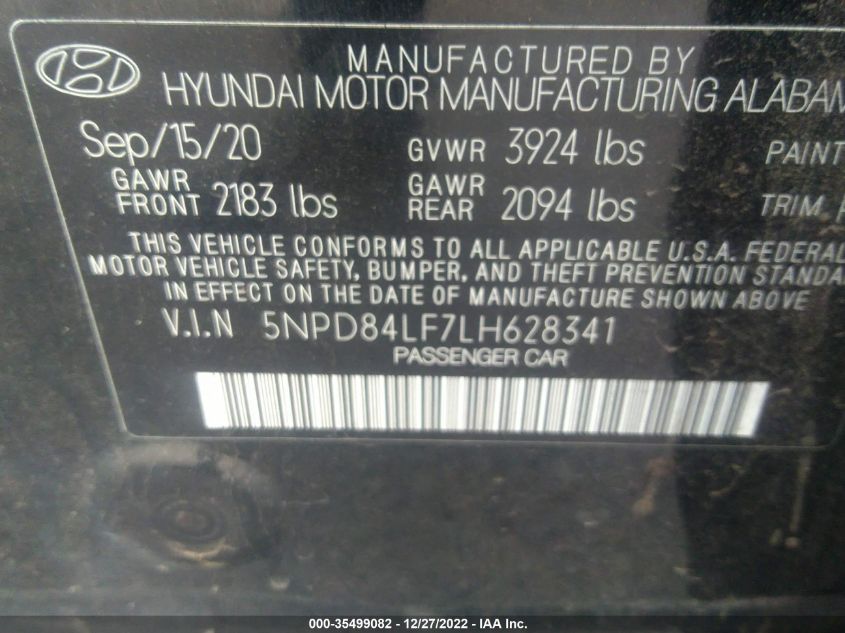 MANUFACTURED BY
HYUNDAI MOTOR MANUFACTURING ALABAM
Sep/15/20 GVWR 3924 lbs PAINT
GAWR FRONT 2183 lbs GAWR REAR 2094 lbs TRIM
THIS VEHICLE CONFORMS TO ALL APPLICABLE U.S.A. FEDERAL
MOTOR VEHICLE SAFETY, BUMPER, AND THEFT PREVENTION STANDA
IN EFFECT ON THE DATE OF MANUFACTURE SHOWN ABOVE
V.I.N 5NPD84LF7LH628341
PASSENGER CAR
000-35499082 - 12/27/2022 - IAA Inc.